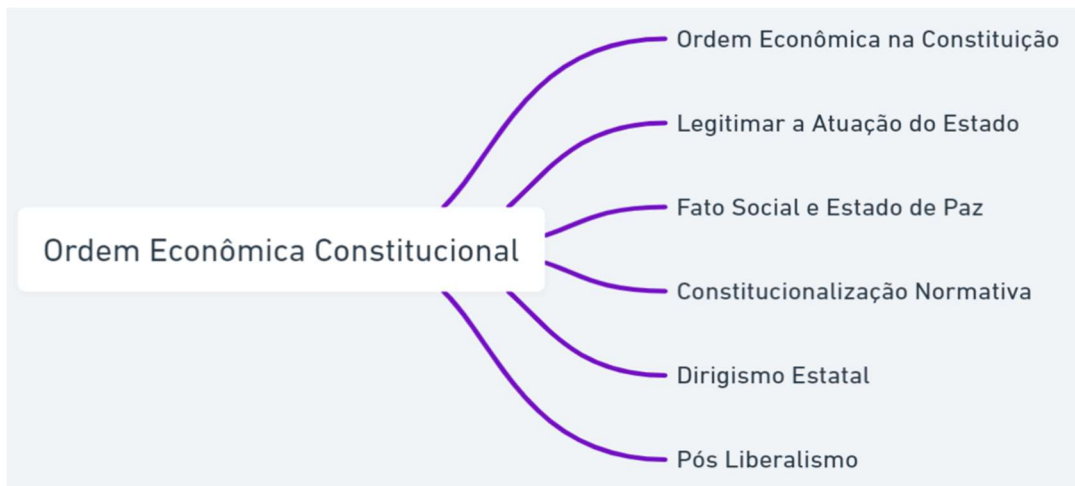 Ordem Econômica na Constituição
Legitimar a Atuação do Estado
Fato Social e Estado de Paz
Ordem Econômica Constitucional
Constitucionalização Normativa
Dirigismo Estatal
Pós Liberalismo